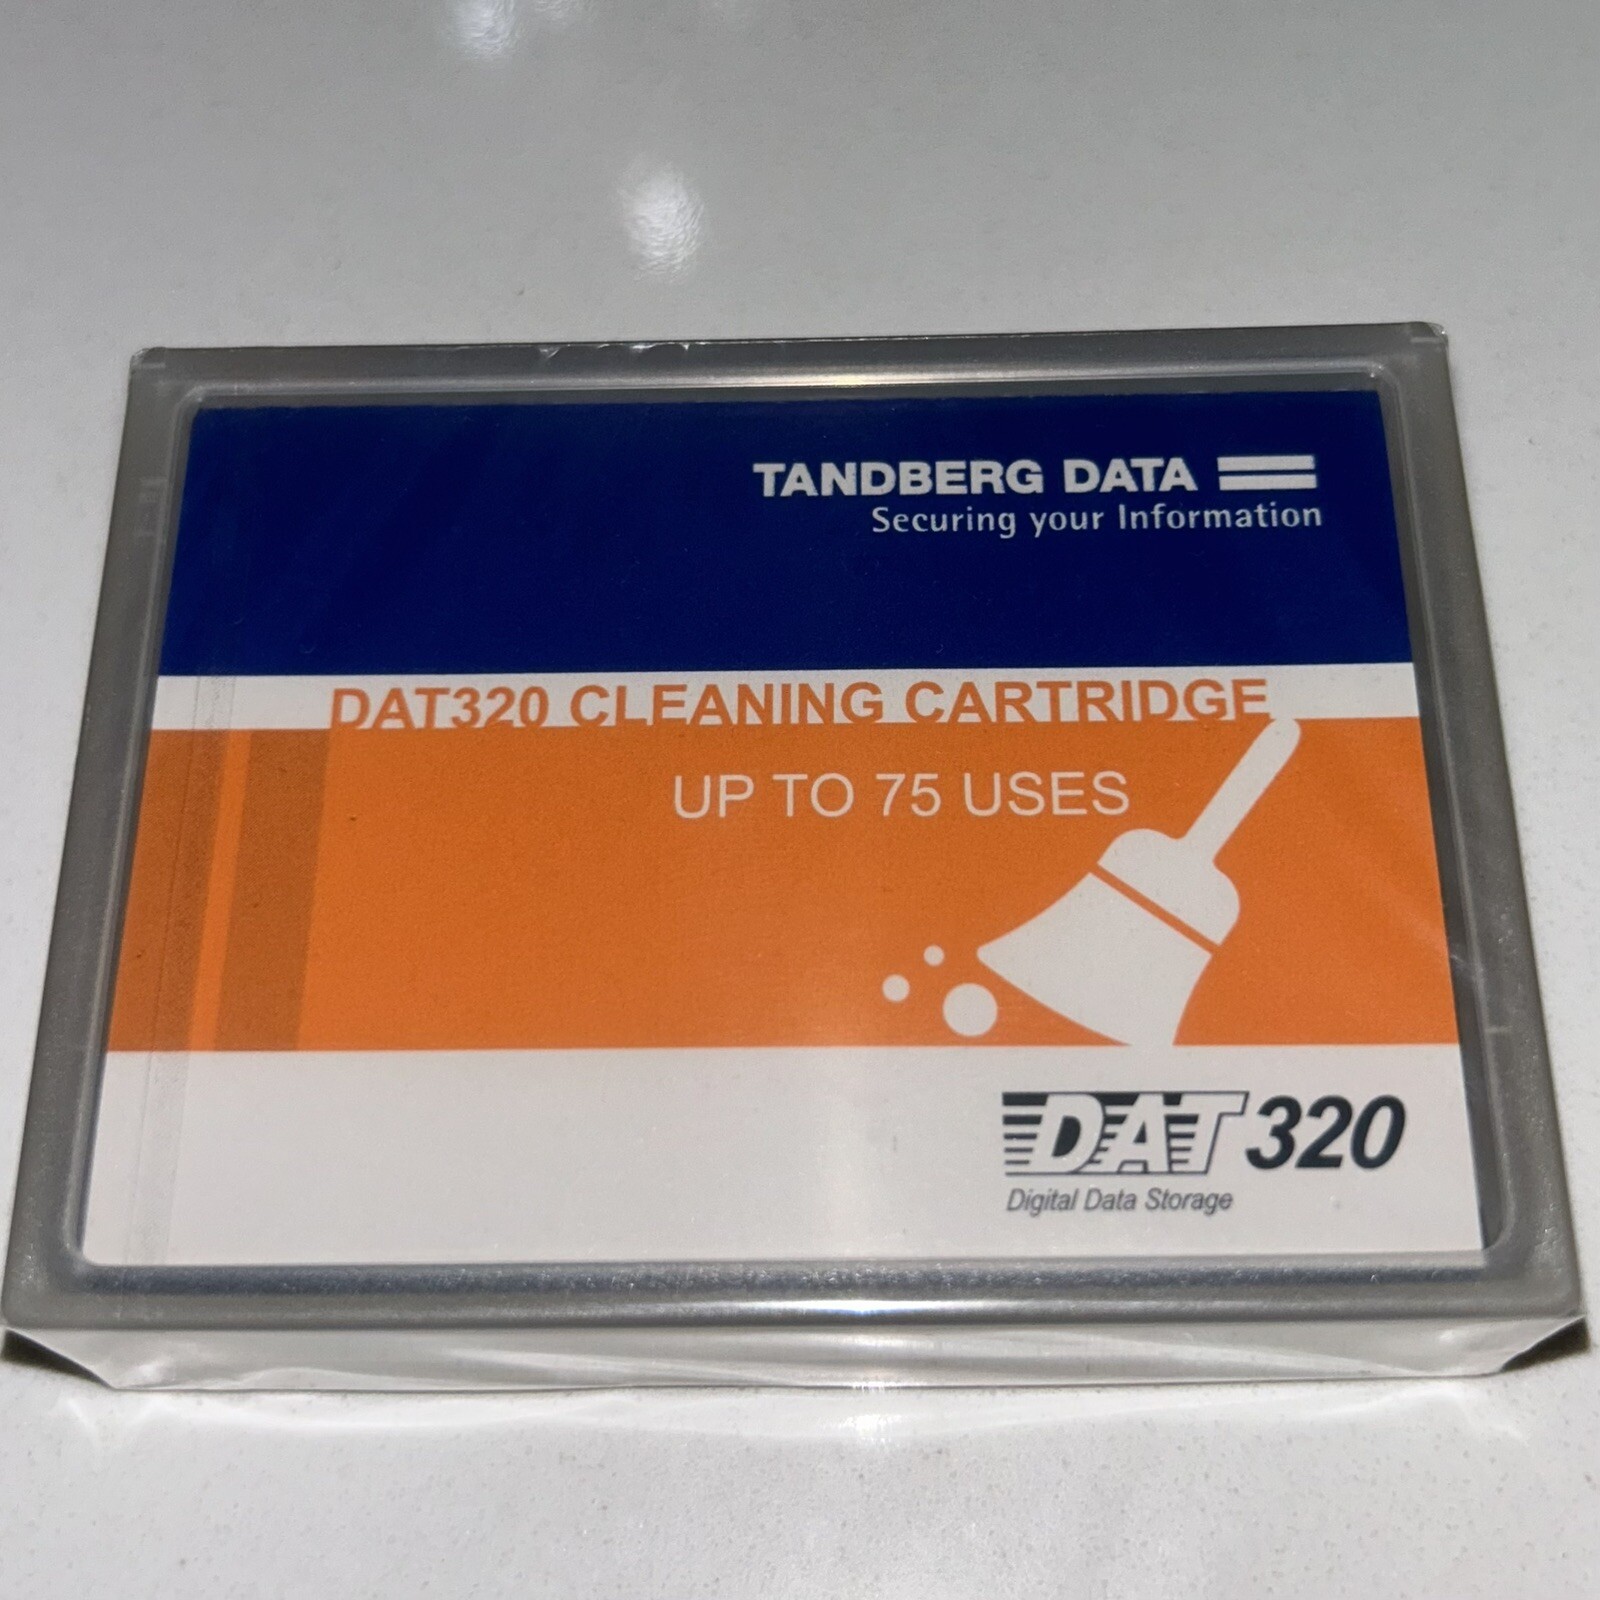 TANDBERG DATA
Securing your Information
DAT320 CLEANING CARTRIDGE
UP TO 75 USES
DAT 320
Digital Data Storage